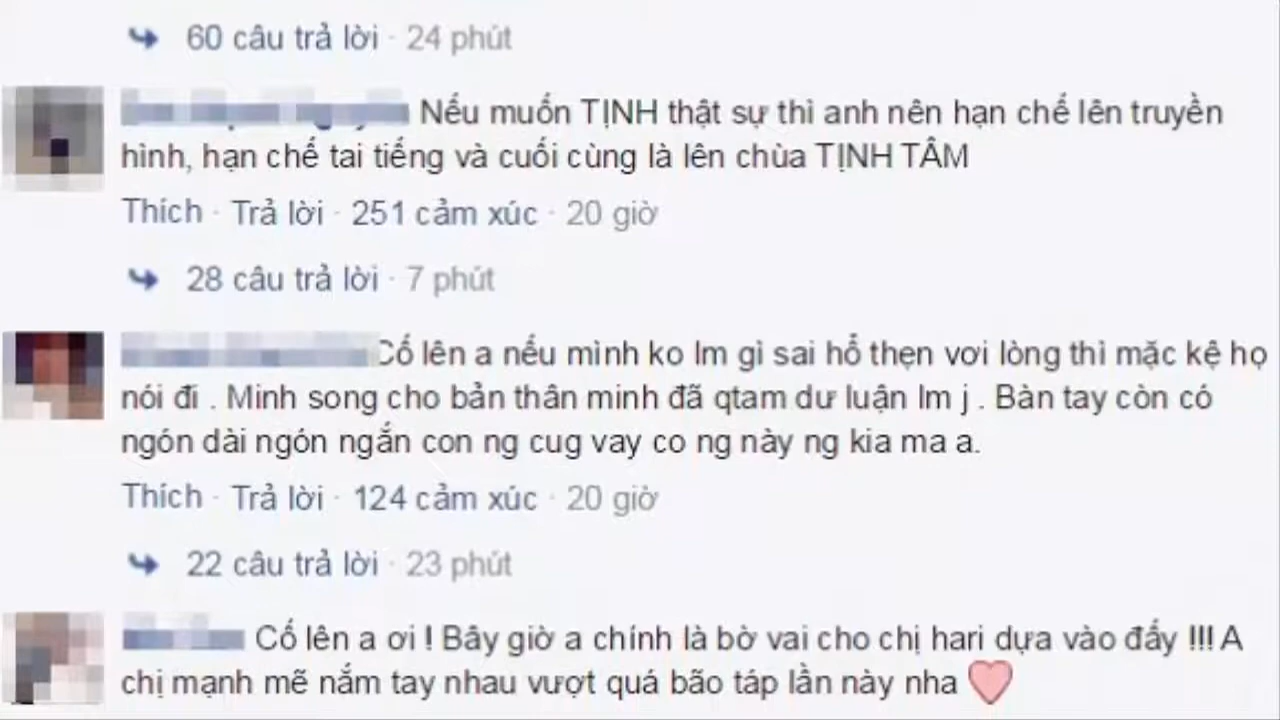 60 câu trả lời · 24 phút
Nếu muốn TỊNH thật sự thì anh nên hạn chế lên truyền
hình, hạn chế tai tiếng và cuối cùng là lên chùa TỊNH TÂM
Thích · Trả lời · 251 cảm xúc · 20 giờ
28 câu trả lời · 7 phút
Cố lên a nếu mình ko lm gì sai hổ thẹn vơi lòng thì mặc kệ họ
nói đi . Minh song cho bản thân minh đã qtam dư luận lm j . Bàn tay còn có
ngón dài ngón ngắn con ng cug vay co ng này ng kia ma a.
Thích · Trả lời · 124 cảm xúc · 20 giờ
22 câu trả lời · 23 phút
Cố lên a ơi ! Bây giờ a chính là bờ vai cho chị hari dựa vào đấy !!! A
chị mạnh mẽ nắm tay nhau vượt quá bão táp lần này nha